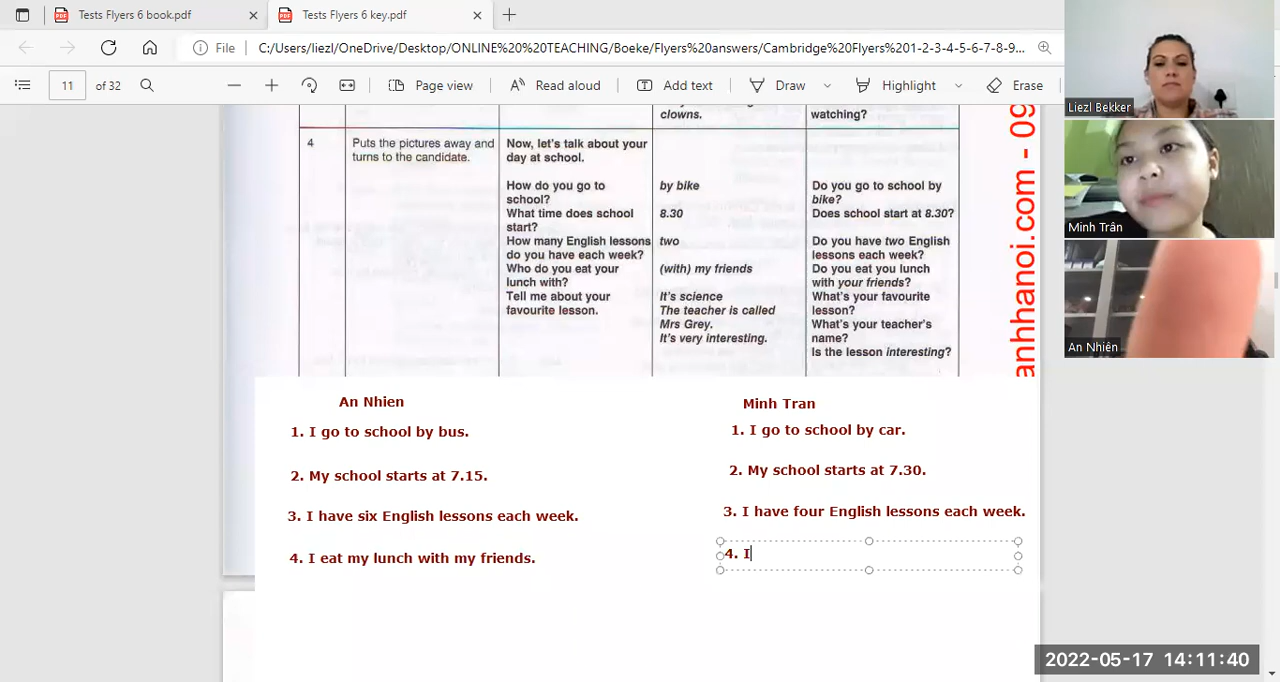 Tests Flyers 6 book.pdf
Tests Flyers 6 key.pdf
File
C:/Users/liezl/OneDrive/Desktop/ONLINE%20%20TEACHING/Boeke/Flyers%20answers/Cambridge%20Flyers%201-2-3-4-5-6-7-8-9...
11 of 32
Page view
Read aloud
Add text
Draw
Highlight
Erase
clowns.
watching?
4
Puts the pictures away and
turns to the candidate.
Now, let's talk about your
day at school.
How do you go to
school?
by bike
Do you go to school by
bike?
What time does school
start?
8.30
Does school start at 8.30?
How many English lessons
do you have each week?
two
Do you have two English
lessons each week?
Who do you eat your
lunch with?
(with) my friends
Do you eat you lunch
with your friends?
Tell me about your
favourite lesson.
It's science
The teacher is called
Mrs Grey.
It's very interesting.
What's your favourite
lesson?
What's your teacher's
name?
Is the lesson interesting?
anhhanoi.com - 09
An Nhien
1. I go to school by bus.
2. My school starts at 7.15.
3. I have six English lessons each week.
4. I eat my lunch with my friends.
Minh Tran
1. I go to school by car.
2. My school starts at 7.30.
3. I have four English lessons each week.
4. I
Liezl Bekker
Minh Trân
An Nhiên
2022-05-17 14:11:40